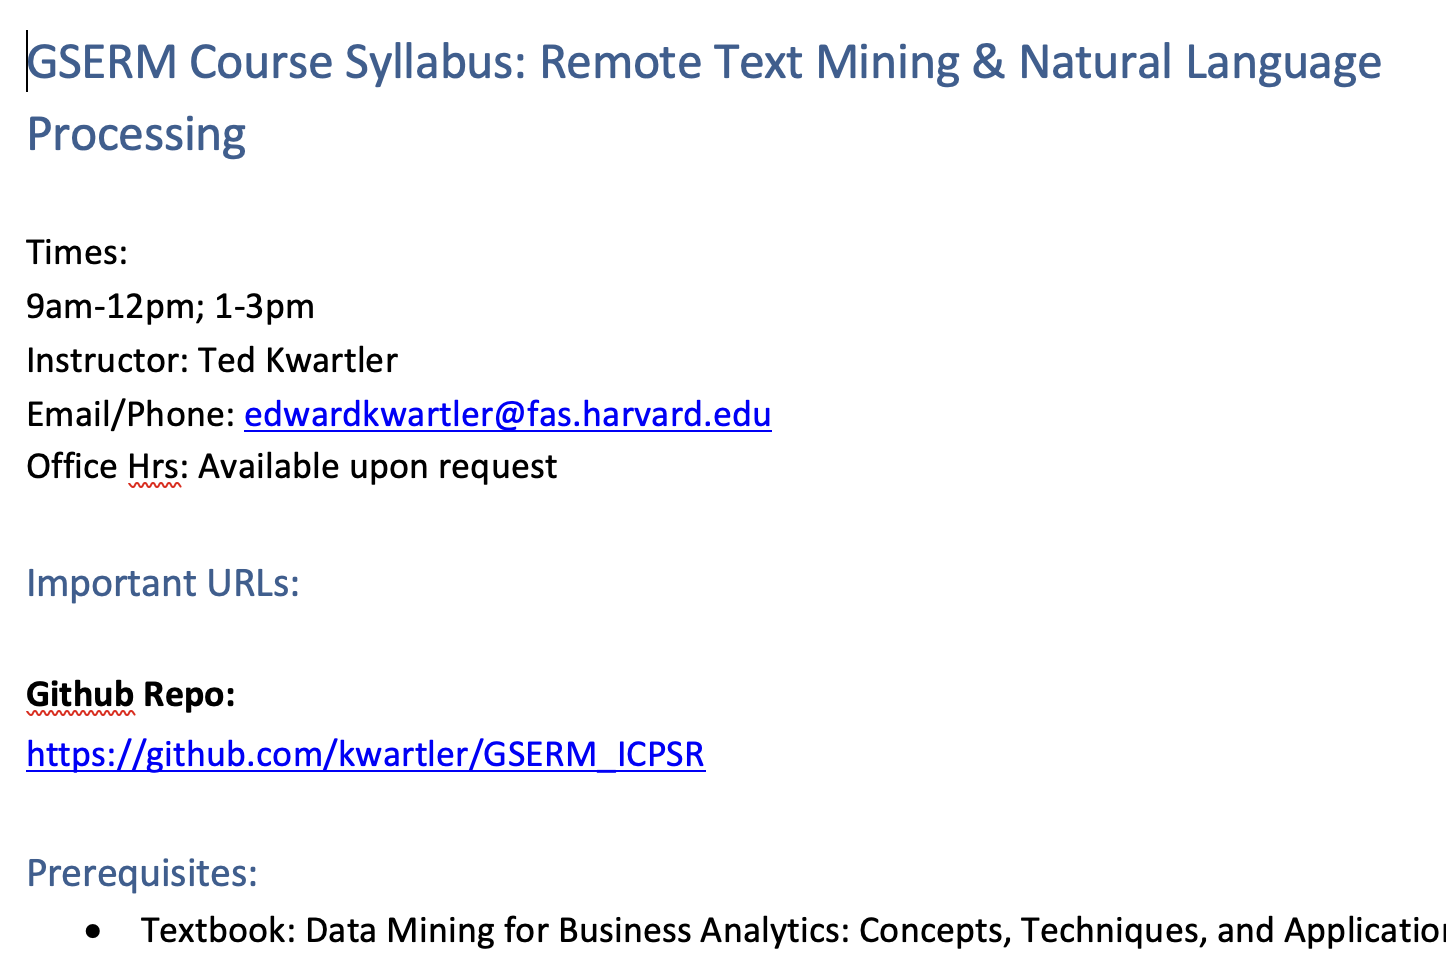 GSERM Course Syllabus: Remote Text Mining & Natural Language
Processing
Times:
9am-12pm; 1-3pm
Instructor: Ted Kwartler
Email/Phone: edwardkwartler@fas.harvard.edu
Office Hrs: Available upon request
Important URLs:
Github Repo:
https://github.com/kwartler/GSERM_ICPSR
Prerequisites:
• Textbook: Data Mining for Business Analytics: Concepts, Techniques, and